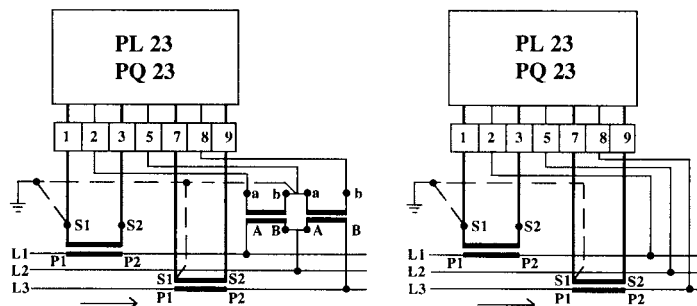 PL 23
PQ 23
1 2 3 5 7 8 9
a b a b
S1 S2
A B A B
L1
P1 P2
L2
S1 S2
L3
P1 P2
PL 23
PQ 23
1 2 3 5 7 8 9
S1 S2
L1
P1 P2
L2
S1 S2
L3
P1 P2